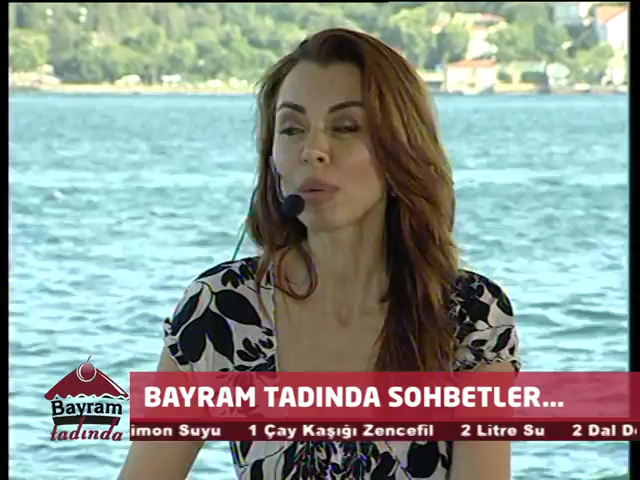 BAYRAM TADINDA SOHBETLER...
Bayram
tadında
imon Suyu 1 Çay Kaşığı Zencefil 2 Litre Su 2 Dal D